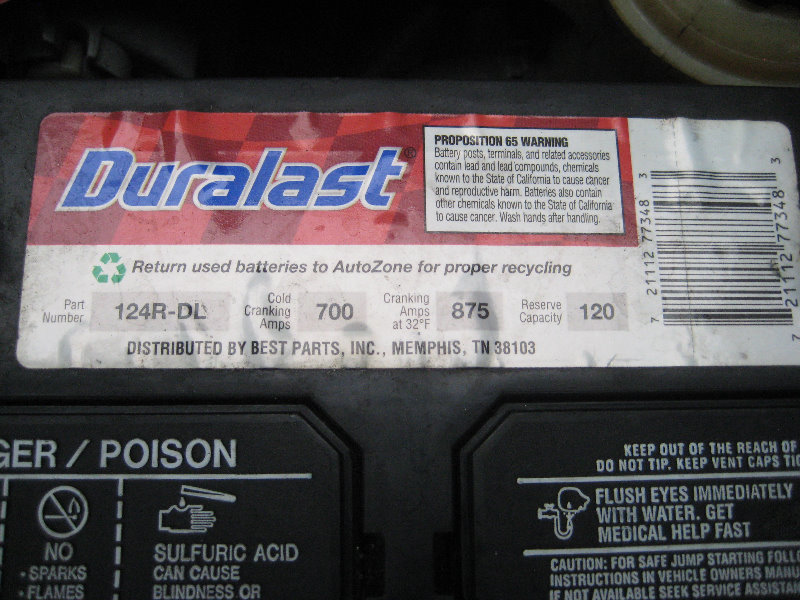 Duralast®
PROPOSITION 65 WARNING
Battery posts, terminals, and related accessories
contain lead and lead compounds, chemicals
known to the State of California to cause cancer
and reproductive harm. Batteries also contain
other chemicals known to the State of California
to cause cancer. Wash hands after handling.
7 21112 77348 3
7 21112 77348 3
Return used batteries to AutoZone for proper recycling
Part Number 124R-DL
Cold Cranking Amps 700
Cranking Amps at 32°F 875
Reserve Capacity 120
DISTRIBUTED BY BEST PARTS, INC., MEMPHIS, TN 38103
GER / POISON
NO
• SPARKS
• FLAMES
SULFURIC ACID
CAN CAUSE
BLINDNESS OR
KEEP OUT OF THE REACH OF
DO NOT TIP. KEEP VENT CAPS
FLUSH EYES IMMEDIATELY
WITH WATER. GET
MEDICAL HELP FAST
CAUTION: FOR SAFE JUMP STARTING
INSTRUCTIONS IN VEHICLE OWNERS
IF NOT AVAILABLE SEEK SERVICE